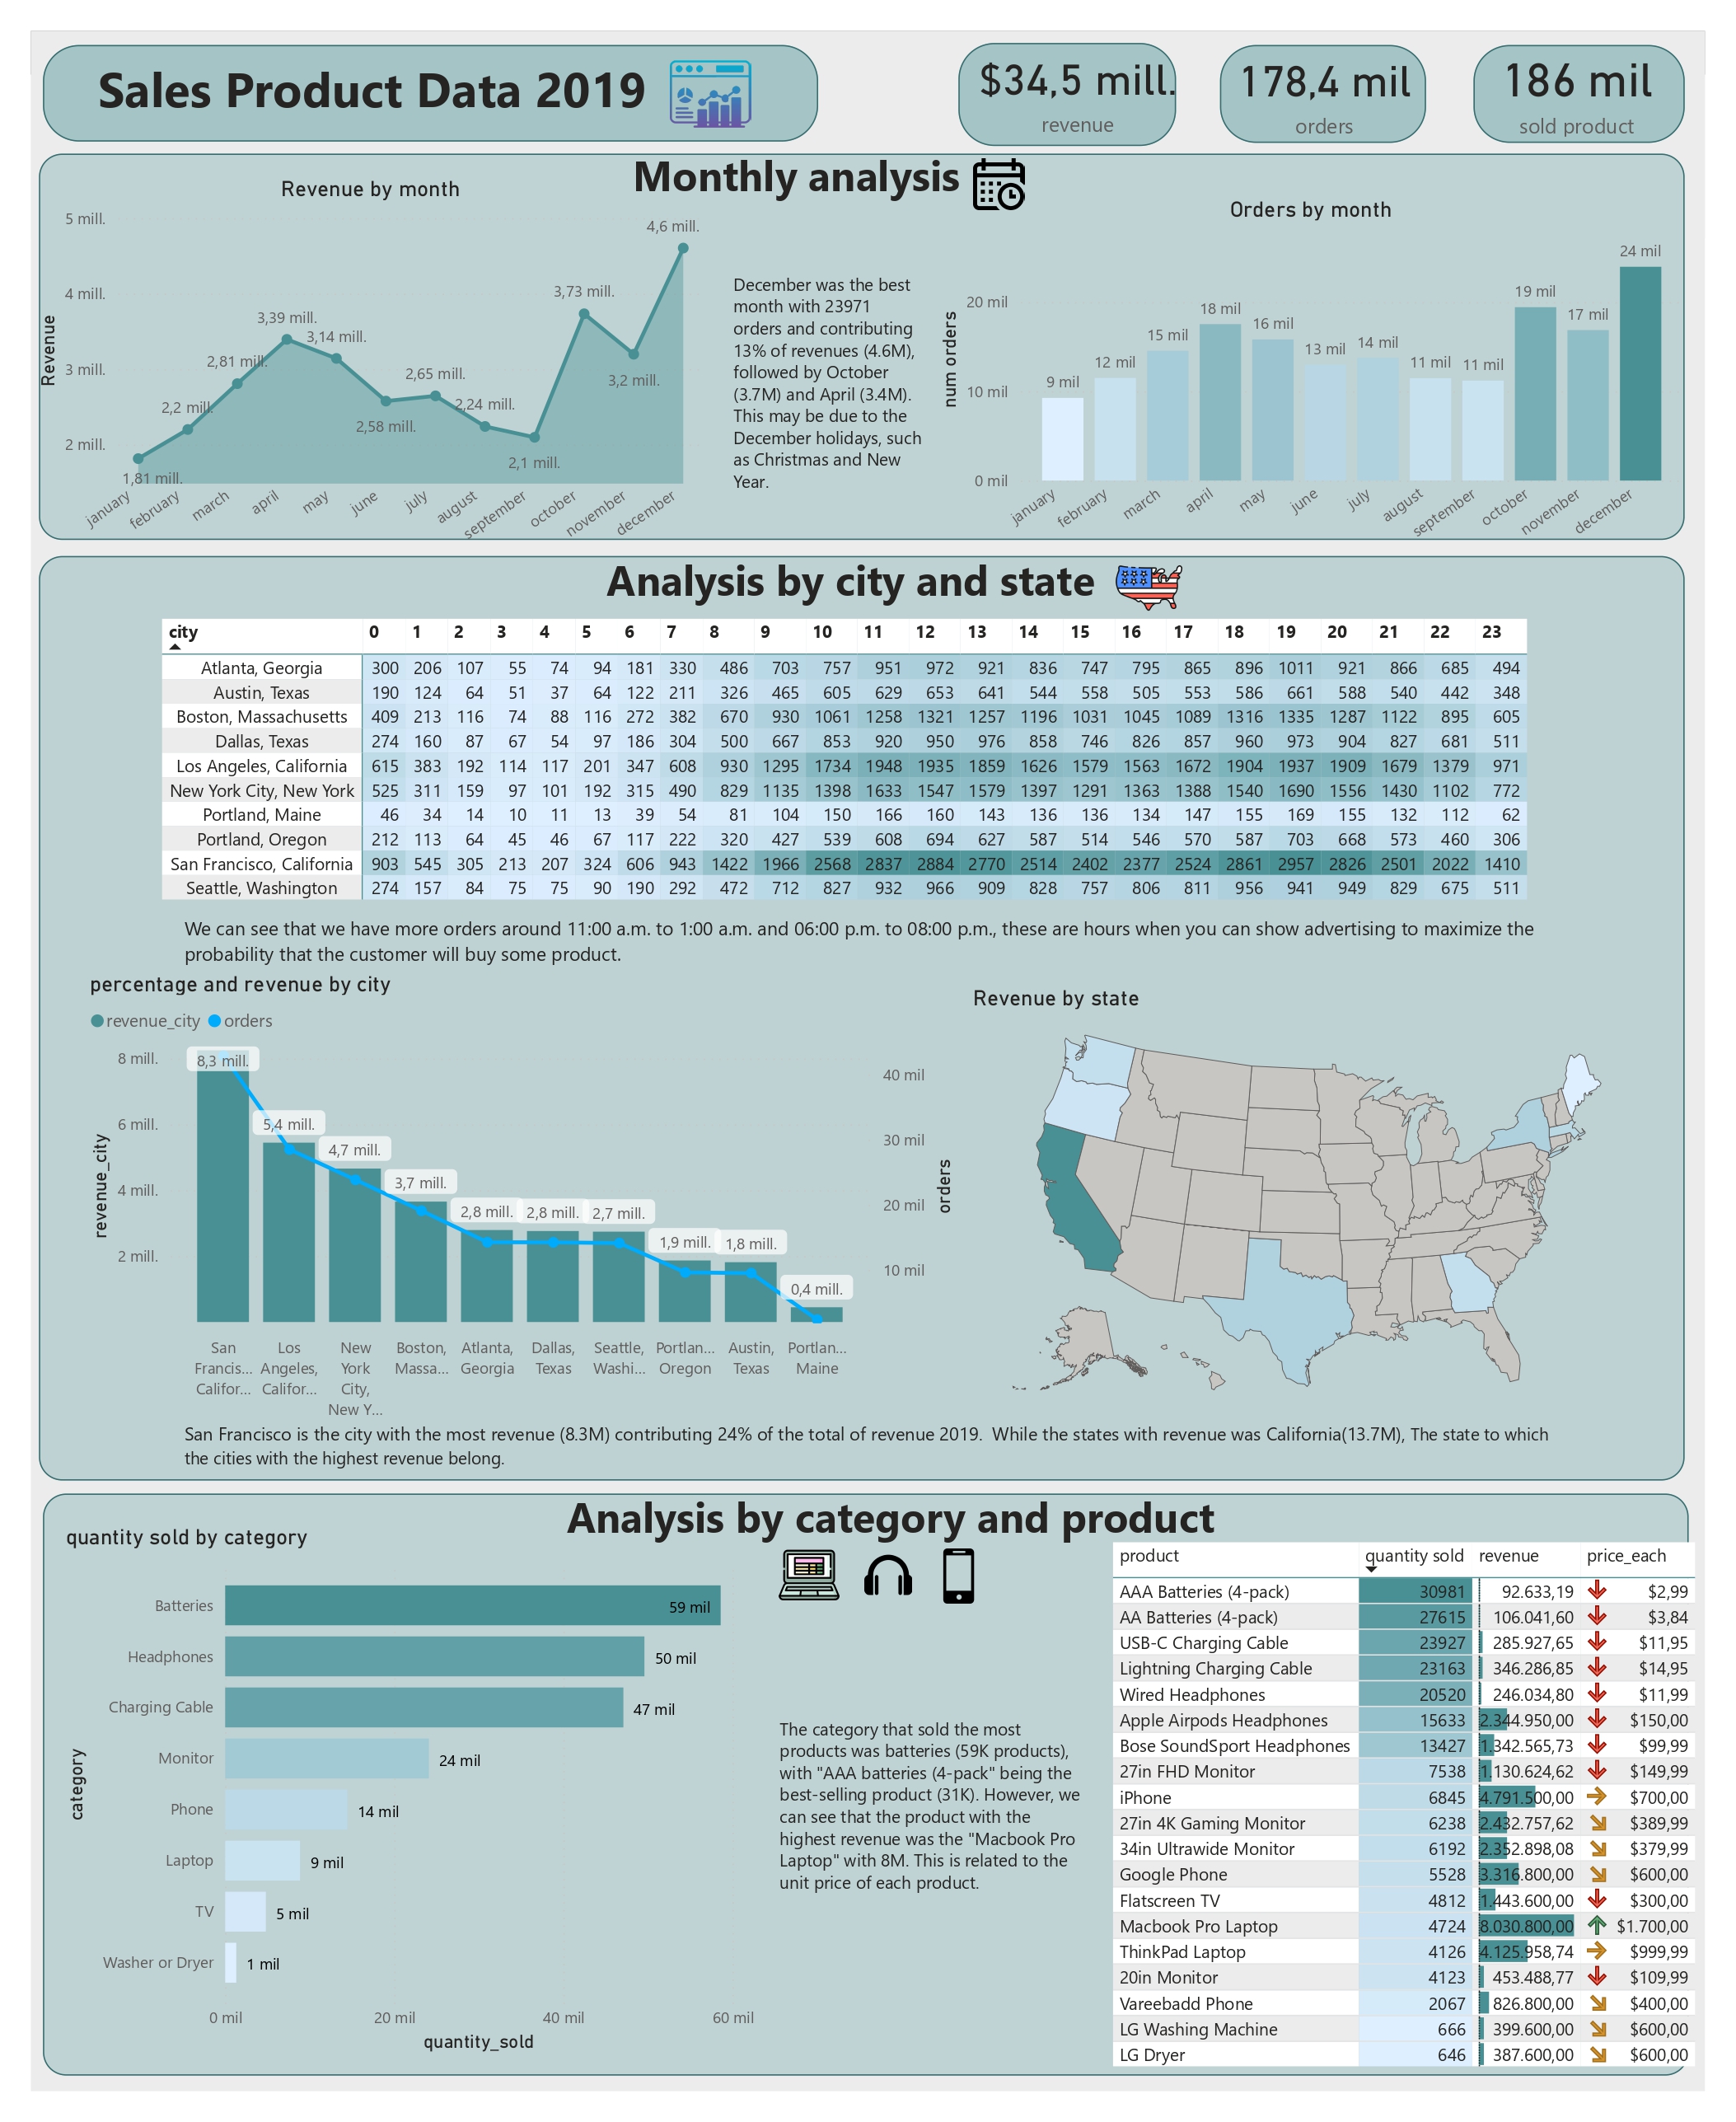 Sales Product Data 2019
$34,5 mill.
revenue
178,4 mil
orders
186 mil
sold product
Monthly analysis
Revenue by month
Revenue
5 mill.
4 mill.
3 mill.
2 mill.
1,81 mill.
2,2 mill.
2,81 mill.
3,39 mill.
3,14 mill.
2,58 mill.
2,65 mill.
2,24 mill.
2,1 mill.
3,73 mill.
3,2 mill.
4,6 mill.
january
february
march
april
may
june
july
august
september
october
november
december
December was the best
month with 23971
orders and contributing
13% of revenues (4.6M),
followed by October
(3.7M) and April (3.4M).
This may be due to the
December holidays, such
as Christmas and New
Year.
Orders by month
num orders
20 mil
10 mil
0 mil
9 mil
12 mil
15 mil
18 mil
16 mil
13 mil
14 mil
11 mil
11 mil
19 mil
17 mil
24 mil
january
february
march
april
may
june
july
august
september
october
november
december
Analysis by city and state
city 0 1 2 3 4 5 6 7 8 9 10 11 12 13 14 15 16 17 18 19 20 21 22 23
Atlanta, Georgia 300 206 107 55 74 94 181 330 486 703 757 951 972 921 836 747 795 865 896 1011 921 866 685 494
Austin, Texas 190 124 64 51 37 64 122 211 326 465 605 629 653 641 544 558 505 553 586 661 588 540 442 348
Boston, Massachusetts 409 213 116 74 88 116 272 382 670 930 1061 1258 1321 1257 1196 1031 1045 1089 1316 1335 1287 1122 895 605
Dallas, Texas 274 160 87 67 54 97 186 304 500 667 853 920 950 976 858 746 826 857 960 973 904 827 681 511
Los Angeles, California 615 383 192 114 117 201 347 608 930 1295 1734 1948 1935 1859 1626 1579 1563 1672 1904 1937 1909 1679 1379 971
New York City, New York 525 311 159 97 101 192 315 490 829 1135 1398 1633 1547 1579 1397 1291 1363 1388 1540 1690 1556 1430 1102 772
Portland, Maine 46 34 14 10 11 13 39 54 81 104 150 166 160 143 136 136 134 147 155 169 155 132 112 62
Portland, Oregon 212 113 64 45 46 67 117 222 320 427 539 608 694 627 587 514 546 570 587 703 668 573 460 306
San Francisco, California 903 545 305 213 207 324 606 943 1422 1966 2568 2837 2884 2770 2514 2402 2377 2524 2861 2957 2826 2501 2022 1410
Seattle, Washington 274 157 84 75 75 90 190 292 472 712 827 932 966 909 828 757 806 811 956 941 949 829 675 511
We can see that we have more orders around 11:00 a.m. to 1:00 a.m. and 06:00 p.m. to 08:00 p.m., these are hours when you can show advertising to maximize the
probability that the customer will buy some product.
percentage and revenue by city
revenue_city orders
revenue_city
8 mill.
6 mill.
4 mill.
2 mill.
8,3 mill.
5,4 mill.
4,7 mill.
3,7 mill.
2,8 mill.
2,8 mill.
2,7 mill.
1,9 mill.
1,8 mill.
0,4 mill.
40 mil
30 mil
20 mil
10 mil
orders
San
Francis...
Califor...
Los
Angeles,
Califor...
New
York
City,
New Y...
Boston,
Massa...
Atlanta,
Georgia
Dallas,
Texas
Seattle,
Washi...
Portlan...
Oregon
Austin,
Texas
Portlan...
Maine
Revenue by state
San Francisco is the city with the most revenue (8.3M) contributing 24% of the total of revenue 2019. While the states with revenue was California(13.7M), The state to which
the cities with the highest revenue belong.
Analysis by category and product
quantity sold by category
category
Batteries 59 mil
Headphones 50 mil
Charging Cable 47 mil
Monitor 24 mil
Phone 14 mil
Laptop 9 mil
TV 5 mil
Washer or Dryer 1 mil
0 mil 20 mil 40 mil 60 mil
quantity_sold
The category that sold the most
products was batteries (59K products),
with "AAA batteries (4-pack" being the
best-selling product (31K). However, we
can see that the product with the
highest revenue was the "Macbook Pro
Laptop" with 8M. This is related to the
unit price of each product.
product quantity sold revenue price_each
AAA Batteries (4-pack) 30981 92.633,19 $2,99
AA Batteries (4-pack) 27615 106.041,60 $3,84
USB-C Charging Cable 23927 285.927,65 $11,95
Lightning Charging Cable 23163 346.286,85 $14,95
Wired Headphones 20520 246.034,80 $11,99
Apple Airpods Headphones 15633 2.344.950,00 $150,00
Bose SoundSport Headphones 13427 1.342.565,73 $99,99
27in FHD Monitor 7538 1.130.624,62 $149,99
iPhone 6845 4.791.500,00 $700,00
27in 4K Gaming Monitor 6238 2.432.757,62 $389,99
34in Ultrawide Monitor 6192 2.352.898,08 $379,99
Google Phone 5528 3.316.800,00 $600,00
Flatscreen TV 4812 1.443.600,00 $300,00
Macbook Pro Laptop 4724 8.030.800,00 $1.700,00
ThinkPad Laptop 4126 4.125.958,74 $999,99
20in Monitor 4123 453.488,77 $109,99
Vareebadd Phone 2067 826.800,00 $400,00
LG Washing Machine 666 399.600,00 $600,00
LG Dryer 646 387.600,00 $600,00